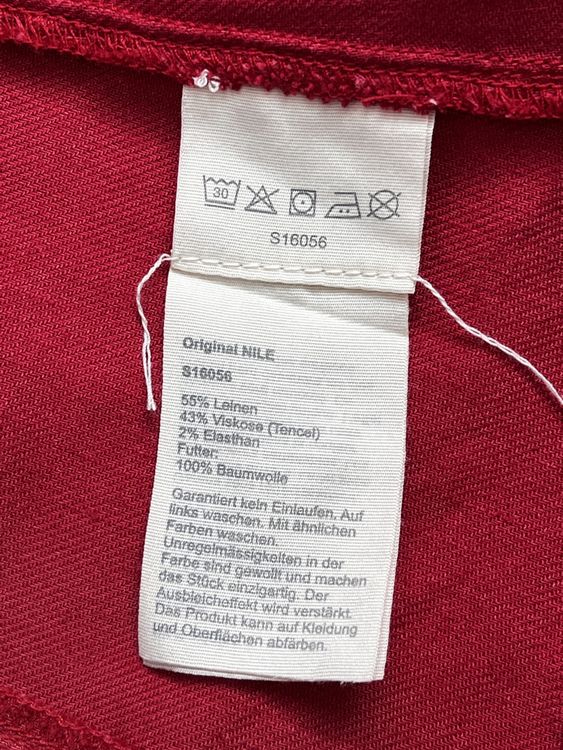 30
S16056
Original NILE
S16056
55% Leinen
43% Viskose (Tencel)
2% Elasthan
Futter:
100% Baumwolle
Garantiert kein Einlaufen. Auf
links waschen. Mit ähnlichen
Farben waschen.
Unregelmässigkeiten in der
Farbe sind gewollt und machen
das Stück einzigartig. Der
Ausbleicheffekt wird verstärkt.
Das Produkt kann auf Kleidung
und Oberflächen abfärben.